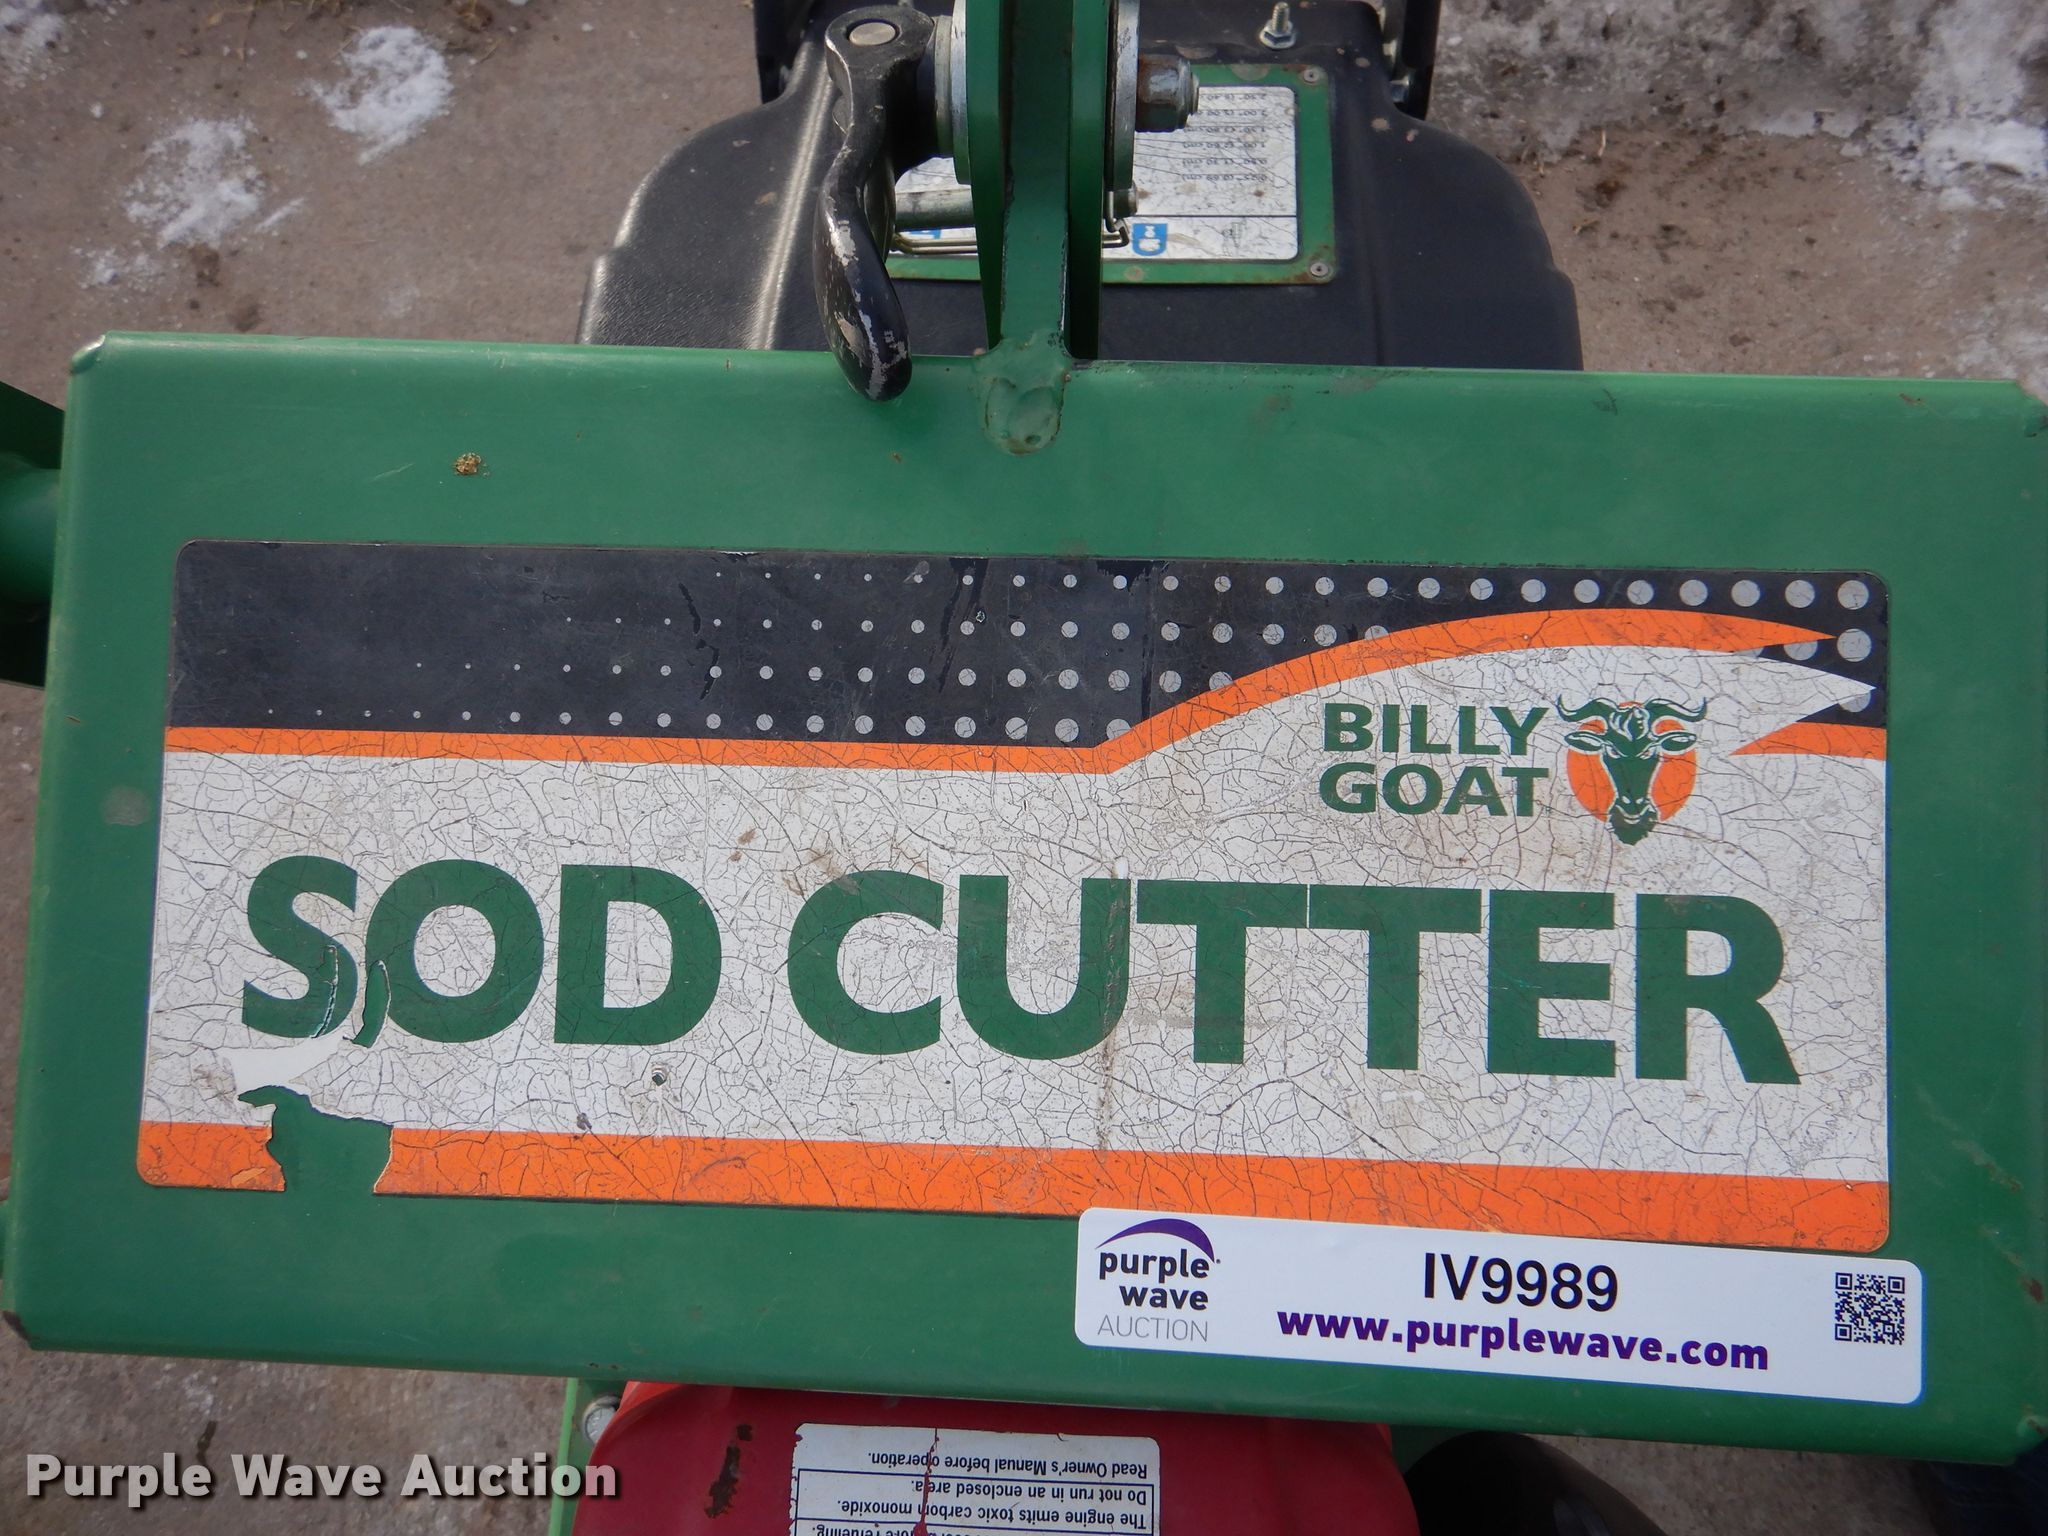 BILLY
GOAT
SOD CUTTER
purple
wave
AUCTION
IV9989
www.purplewave.com
Read Owner's Manual before operation.
Do not run in an enclosed area.
The engine emits toxic carbon monoxide.
Purple Wave Auction